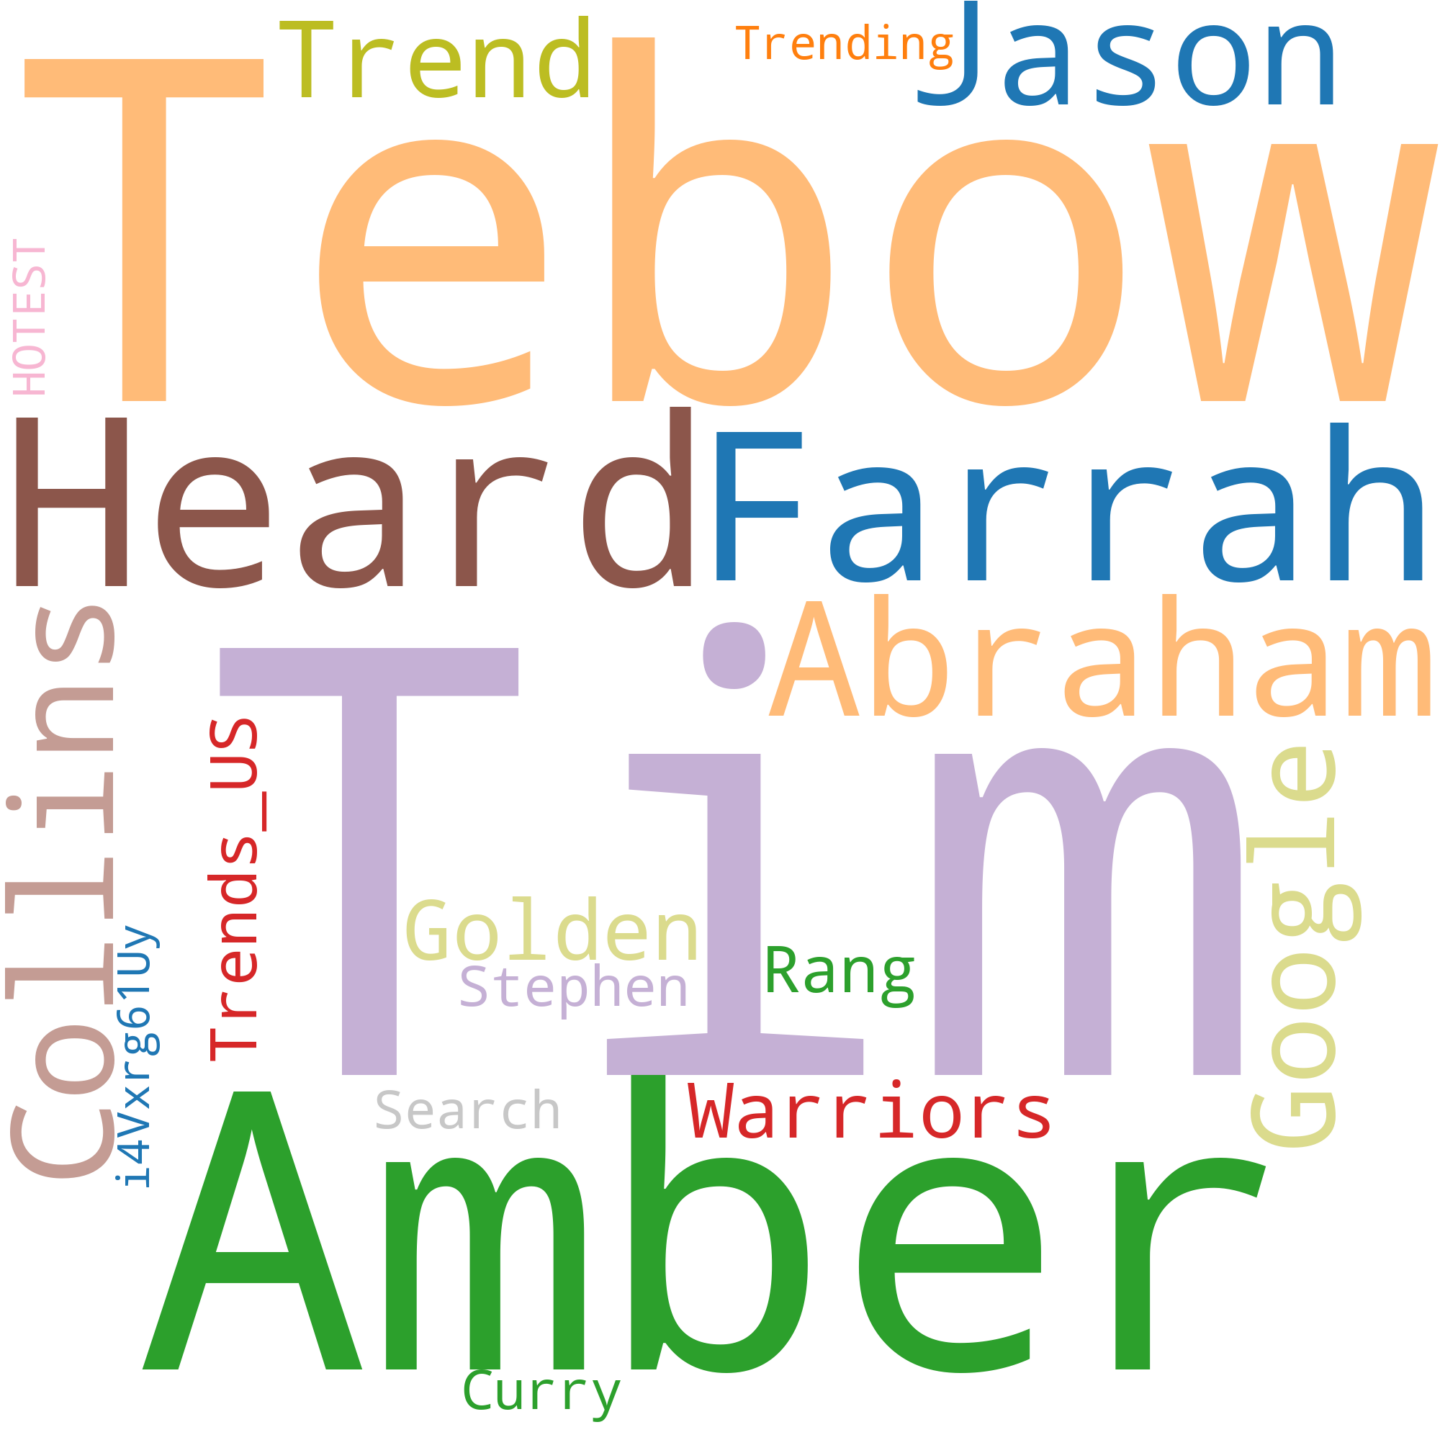 Trend
Trending
Jason
Tebow
HOTEST
Heard
Farrah
Collins
Abraham
Tim
Trends_US
Google
Golden
Stephen
Rang
i4Vxrg61Uy
Search
Warriors
Amber
Curry